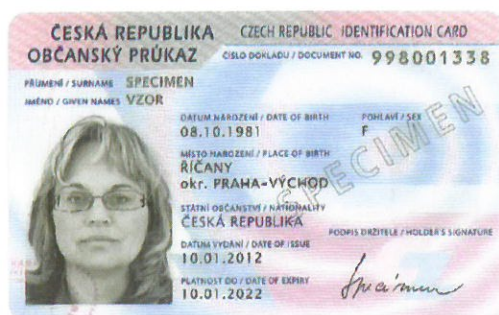 ČESKÁ REPUBLIKA CZECH REPUBLIC IDENTIFICATION CARD
OBČANSKÝ PRŮKAZ ČÍSLO DOKLADU / DOCUMENT NO. 998001338
PŘÍJMENÍ / SURNAME SPECIMEN
JMÉNO / GIVEN NAMES VZOR
DATUM NAROZENÍ / DATE OF BIRTH POHLAVÍ / SEX
08.10.1981 F
MÍSTO NAROZENÍ / PLACE OF BIRTH
ŘÍČANY
okr. PRAHA-VÝCHOD
SPECIMEN
STÁTNÍ OBČANSTVÍ / NATIONALITY
ČESKÁ REPUBLIKA
DATUM VYDÁNÍ / DATE OF ISSUE PODPIS DRŽITELE / HOLDER'S SIGNATURE
10.01.2012
PLATNOST DO / DATE OF EXPIRY
10.01.2022 Specimen